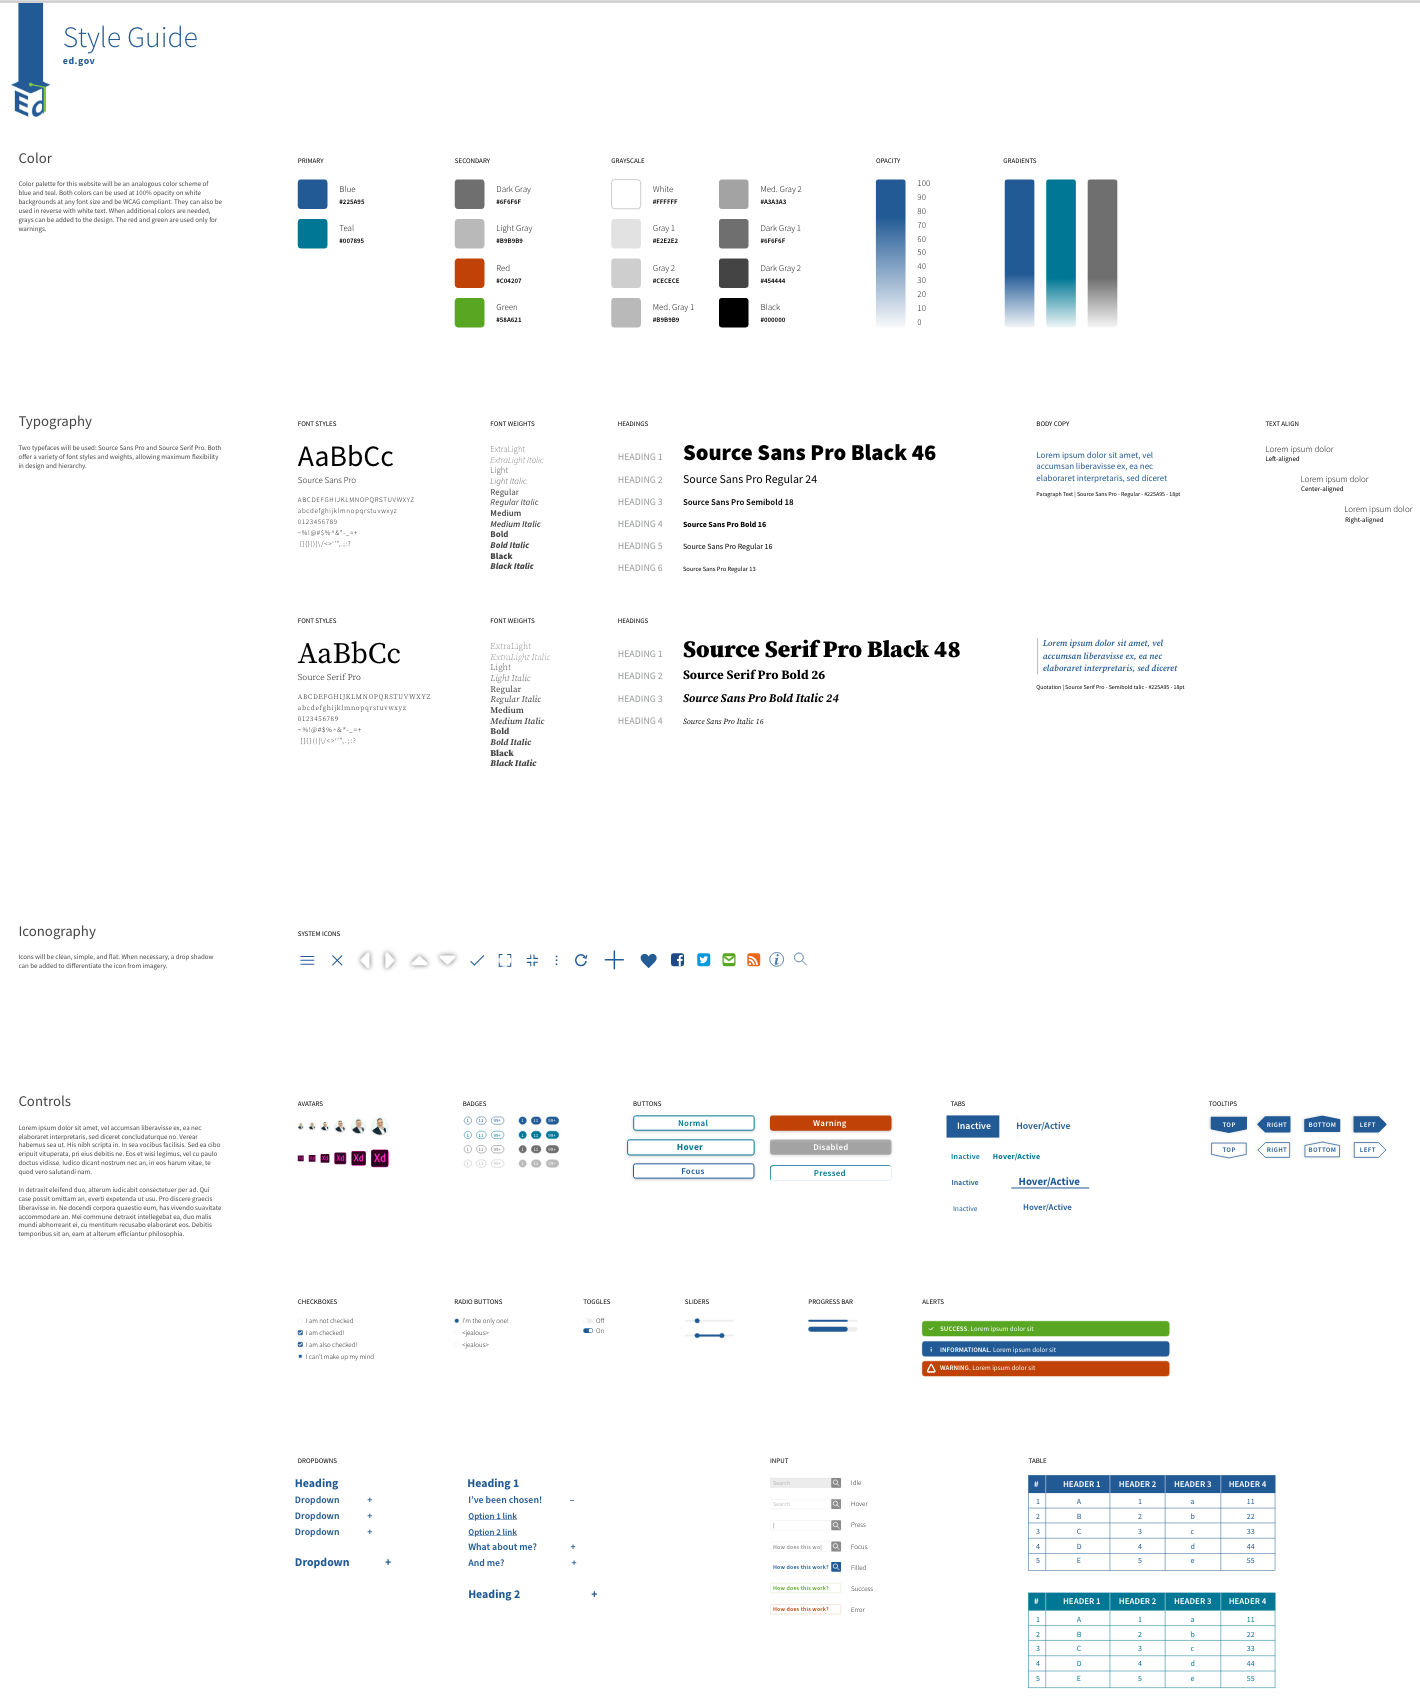 Style Guide
ed.gov
Ed
Color
Color palette for this website will be an analogous color scheme of
blue and teal. Both colors can be used at 100% opacity on white
backgrounds at any font size and be WCAG compliant. They can also be
used in reverse with white text. When additional colors are needed,
grays can be added to the design. The red and green are used only for
warnings.
PRIMARY
Blue
#225A95
Teal
#007895
SECONDARY
Dark Gray
#6F6F6F
Light Gray
#B9B9B9
Red
#C04207
Green
#58A621
GRAYSCALE
White
#FFFFFF
Gray 1
#E2E2E2
Gray 2
#CECECE
Med. Gray 1
#B9B9B9
Med. Gray 2
#A3A3A3
Dark Gray 1
#6F6F6F
Dark Gray 2
#454444
Black
#000000
OPACITY
100
90
80
70
60
50
40
30
20
10
0
GRADIENTS
Typography
Two typefaces will be used: Source Sans Pro and Source Serif Pro. Both
offer a variety of font styles and weights, allowing maximum flexibility
in design and hierarchy.
FONT STYLES
AaBbCc
Source Sans Pro
ABCDEFGHIJKLMNOPQRSTUVWXYZ
abcdefghijklmnopqrstuvwxyz
0123456789
~%!@#$%^&*-_=+
[]{}|)|\/<>'"",.;:?
FONT WEIGHTS
ExtraLight
ExtraLight Italic
Light
Light Italic
Regular
Regular Italic
Medium
Medium Italic
Bold
Bold Italic
Black
Black Italic
HEADINGS
HEADING 1 Source Sans Pro Black 46
HEADING 2 Source Sans Pro Regular 24
HEADING 3 Source Sans Pro Semibold 18
HEADING 4 Source Sans Pro Bold 16
HEADING 5 Source Sans Pro Regular 16
HEADING 6 Source Sans Pro Regular 13
BODY COPY
Lorem ipsum dolor sit amet, vel
accumsan liberavisse ex, ea nec
elaboraret interpretaris, sed diceret
Paragraph Text | Source Sans Pro - Regular - #225A95 - 18pt
TEXT ALIGN
Lorem ipsum dolor
Left-aligned
Lorem ipsum dolor
Center-aligned
Lorem ipsum dolor
Right-aligned
FONT STYLES
AaBbCc
Source Serif Pro
ABCDEFGHIJKLMNOPQRSTUVWXYZ
abcdefghijklmnopqrstuvwxyz
0123456789
~%!@#$%^&*-_=+
[]{}()|\/<>'"",.;:?
FONT WEIGHTS
ExtraLight
ExtraLight Italic
Light
Light Italic
Regular
Regular Italic
Medium
Medium Italic
Bold
Bold Italic
Black
Black Italic
HEADINGS
HEADING 1 Source Serif Pro Black 48
HEADING 2 Source Serif Pro Bold 26
HEADING 3 Source Sans Pro Bold Italic 24
HEADING 4 Source Sans Pro Italic 16
Lorem ipsum dolor sit amet, vel
accumsan liberavisse ex, ea nec
elaboraret interpretaris, sed diceret
Quotation | Source Serif Pro - Semibold talic - #225A95 - 18pt
Iconography
Icons will be clean, simple, and flat. When necessary, a drop shadow
can be added to differentiate the icon from imagery.
SYSTEM ICONS
Controls
Lorem ipsum dolor sit amet, vel accumsan liberavisse ex, ea nec
elaboraret interpretaris, sed diceret concludaturque no. Verear
habemus sea ut. His nibh scripta in. In sea vocibus facilisis. Sed ea cibo
eripuit vituperata, pri eius debitis ne. Eos et wisi legimus, vel cu paulo
doctus vidisse. Iudico dicant nostrum nec an, in eos harum vitae, te
quod vero salutandi nam.
In detraxit eleifend duo, alterum iudicabit consectetuer per ad. Qui
case possit omittam an, everti expetenda ut usu. Pro discere graecis
liberavisse in. Ne docendi corpora quaestio eum, has vivendo suavitate
accommodare an. Mei commune detraxit intellegebat ea, duo malis
mundi abhorreant ei, cu mentitum recusabo elaboraret eos. Debitis
temporibus sit an, eam at alterum efficiantur philosophia.
AVATARS
Xd Xd Xd Xd
BADGES
1 11 99+ 1 11 99+
1 11 99+ 1 11 99+
1 11 99+ 1 11 99+
1 11 99+ 1 11 99+
BUTTONS
Normal
Hover
Focus
Warning
Disabled
Pressed
TABS
Inactive Hover/Active
Inactive Hover/Active
Inactive Hover/Active
Inactive Hover/Active
TOOLTIPS
TOP RIGHT BOTTOM LEFT
TOP RIGHT BOTTOM LEFT
CHECKBOXES
I am not checked
I am checked!
I am also checked!
I can't make up my mind
RADIO BUTTONS
I'm the only one!
<jealous>
<jealous>
TOGGLES
Off
On
SLIDERS
PROGRESS BAR
ALERTS
SUCCESS. Lorem ipsum dolor sit
INFORMATIONAL. Lorem ipsum dolor sit
WARNING. Lorem ipsum dolor sit
DROPDOWNS
Heading
Dropdown +
Dropdown +
Dropdown +
Dropdown +
Heading 1
I've been chosen! –
Option 1 link
Option 2 link
What about me? +
And me? +
Heading 2 +
INPUT
Search Idle
Search Hover
| Press
How does this wo| Focus
How does this work? Filled
How does this work? Success
How does this work? Error
TABLE
# HEADER 1 HEADER 2 HEADER 3 HEADER 4
1 A 1 a 11
2 B 2 b 22
3 C 3 c 33
4 D 4 d 44
5 E 5 e 55
# HEADER 1 HEADER 2 HEADER 3 HEADER 4
1 A 1 a 11
2 B 2 b 22
3 C 3 c 33
4 D 4 d 44
5 E 5 e 55